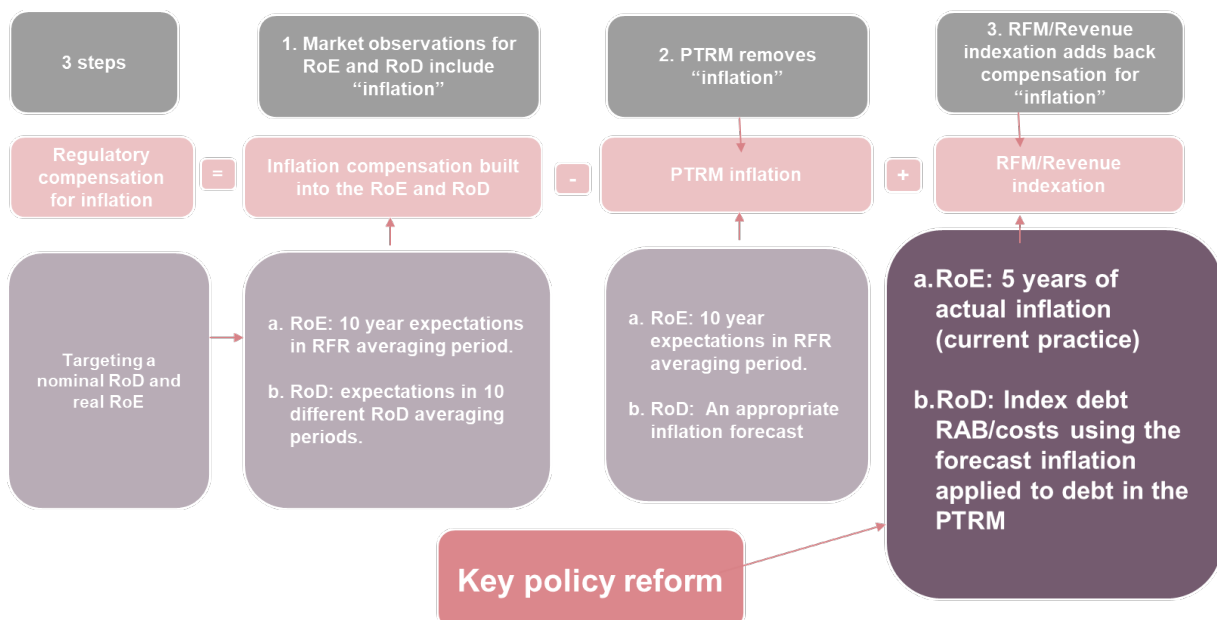 3 steps
1. Market observations for
RoE and RoD include
“inflation”
2. PTRM removes
“inflation”
3. RFM/Revenue
indexation adds back
compensation for
“inflation”
Regulatory
compensation
for inflation
=
Inflation compensation built
into the RoE and RoD
-
PTRM inflation
+
RFM/Revenue
indexation
Targeting a
nominal RoD and
real RoE
a. RoE: 10 year expectations
in RFR averaging period.
b. RoD: expectations in 10
different RoD averaging
periods.
a. RoE: 10 year
expectations in RFR
averaging period.
b. RoD: An appropriate
inflation forecast
a. RoE: 5 years of
actual inflation
(current practice)
b. RoD: Index debt
RAB/costs using the
forecast inflation
applied to debt in the
PTRM
Key policy reform